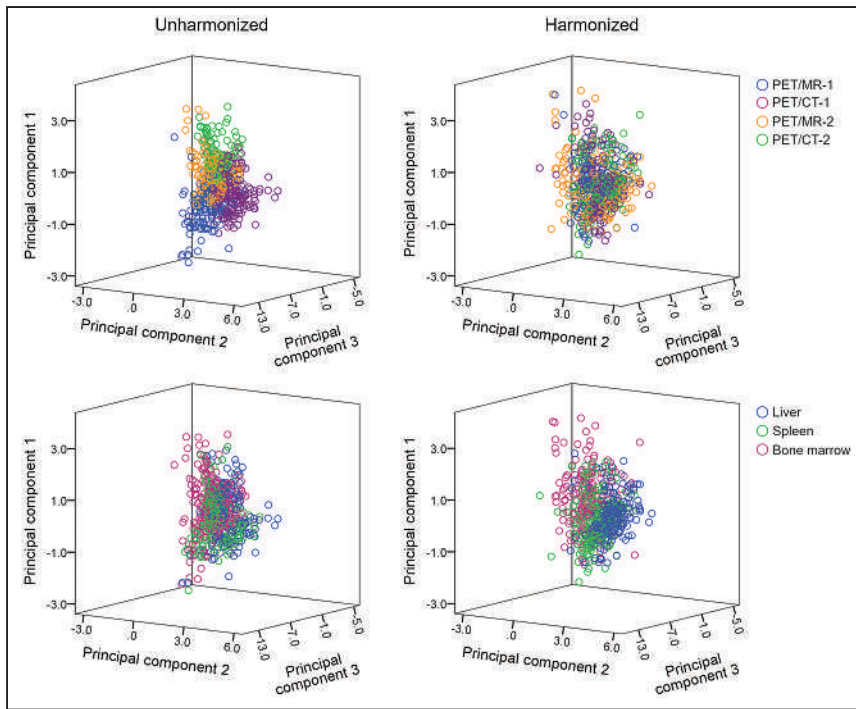 Unharmonized
Harmonized
Principal component 1
3.0
1.0
-1.0
-3.0
-3.0
.0
3.0
6.0
Principal component 2
-13.0
-7.0
-1.0
-5.0
Principal
component 3
Principal component 1
3.0
1.0
-1.0
-3.0
-3.0
.0
3.0
6.0
Principal component 2
-13.0
-7.0
-1.0
-5.0
Principal
component 3
PET/MR-1
PET/CT-1
PET/MR-2
PET/CT-2
Principal component 1
3.0
1.0
-1.0
-3.0
-3.0
.0
3.0
6.0
Principal component 2
-13.0
-7.0
-1.0
-5.0
Principal
component 3
Principal component 1
3.0
1.0
-1.0
-3.0
-3.0
.0
3.0
6.0
Principal component 2
-13.0
-7.0
-1.0
-5.0
Principal
component 3
Liver
Spleen
Bone marrow